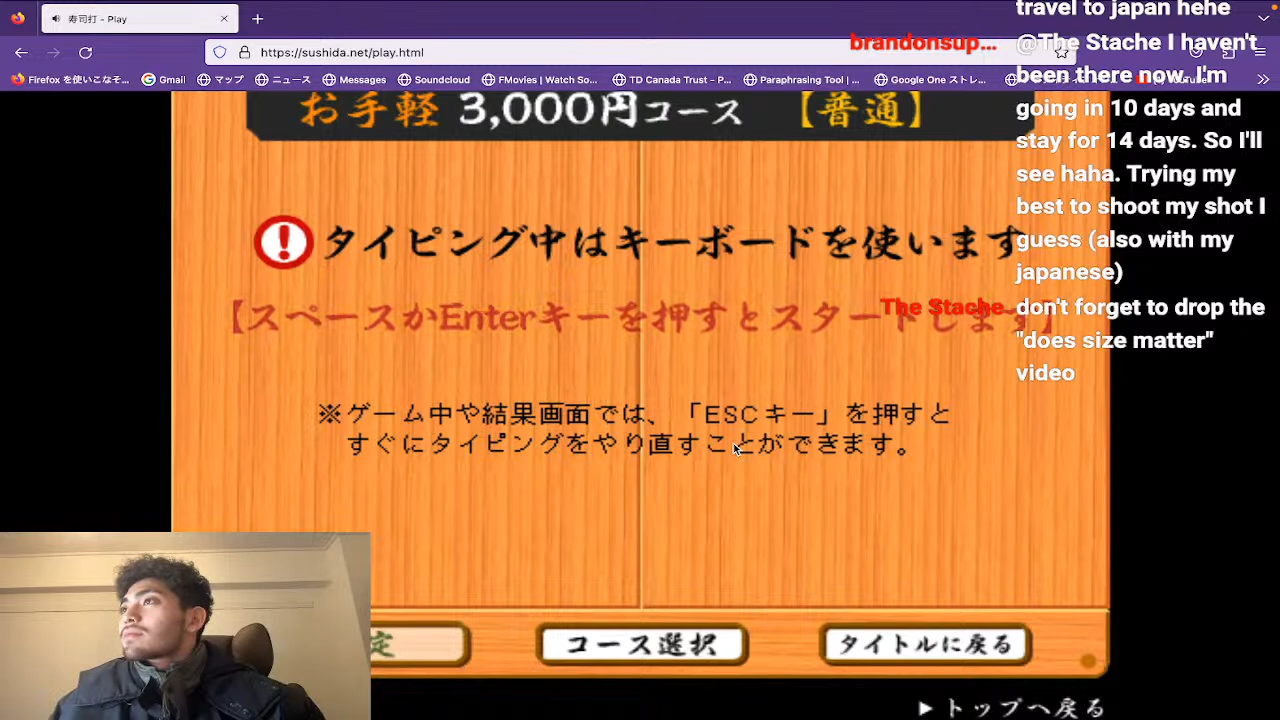 寿司打 - Play
https://sushida.net/play.html
Firefox を使いこなそ…
Gmail
マップ
ニュース
Messages
Soundcloud
FMovies | Watch So…
TD Canada Trust - P…
Paraphrasing Tool |…
Google One ストレ…
お手軽 3,000円コース 【普通】
タイピング中はキーボードを使います
【スペースかEnterキーを押すとスタートします】
※ゲーム中や結果画面では、「ESCキー」を押すと
すぐにタイピングをやり直すことができます。
定
コース選択
タイトルに戻る
▶トップへ戻る
travel to japan hehe
brandonsup... @The Stache I haven't
been there now. I'm
going in 10 days and
stay for 14 days. So I'll
see haha. Trying my
best to shoot my shot I
guess (also with my
japanese)
The Stache don't forget to drop the
"does size matter"
video